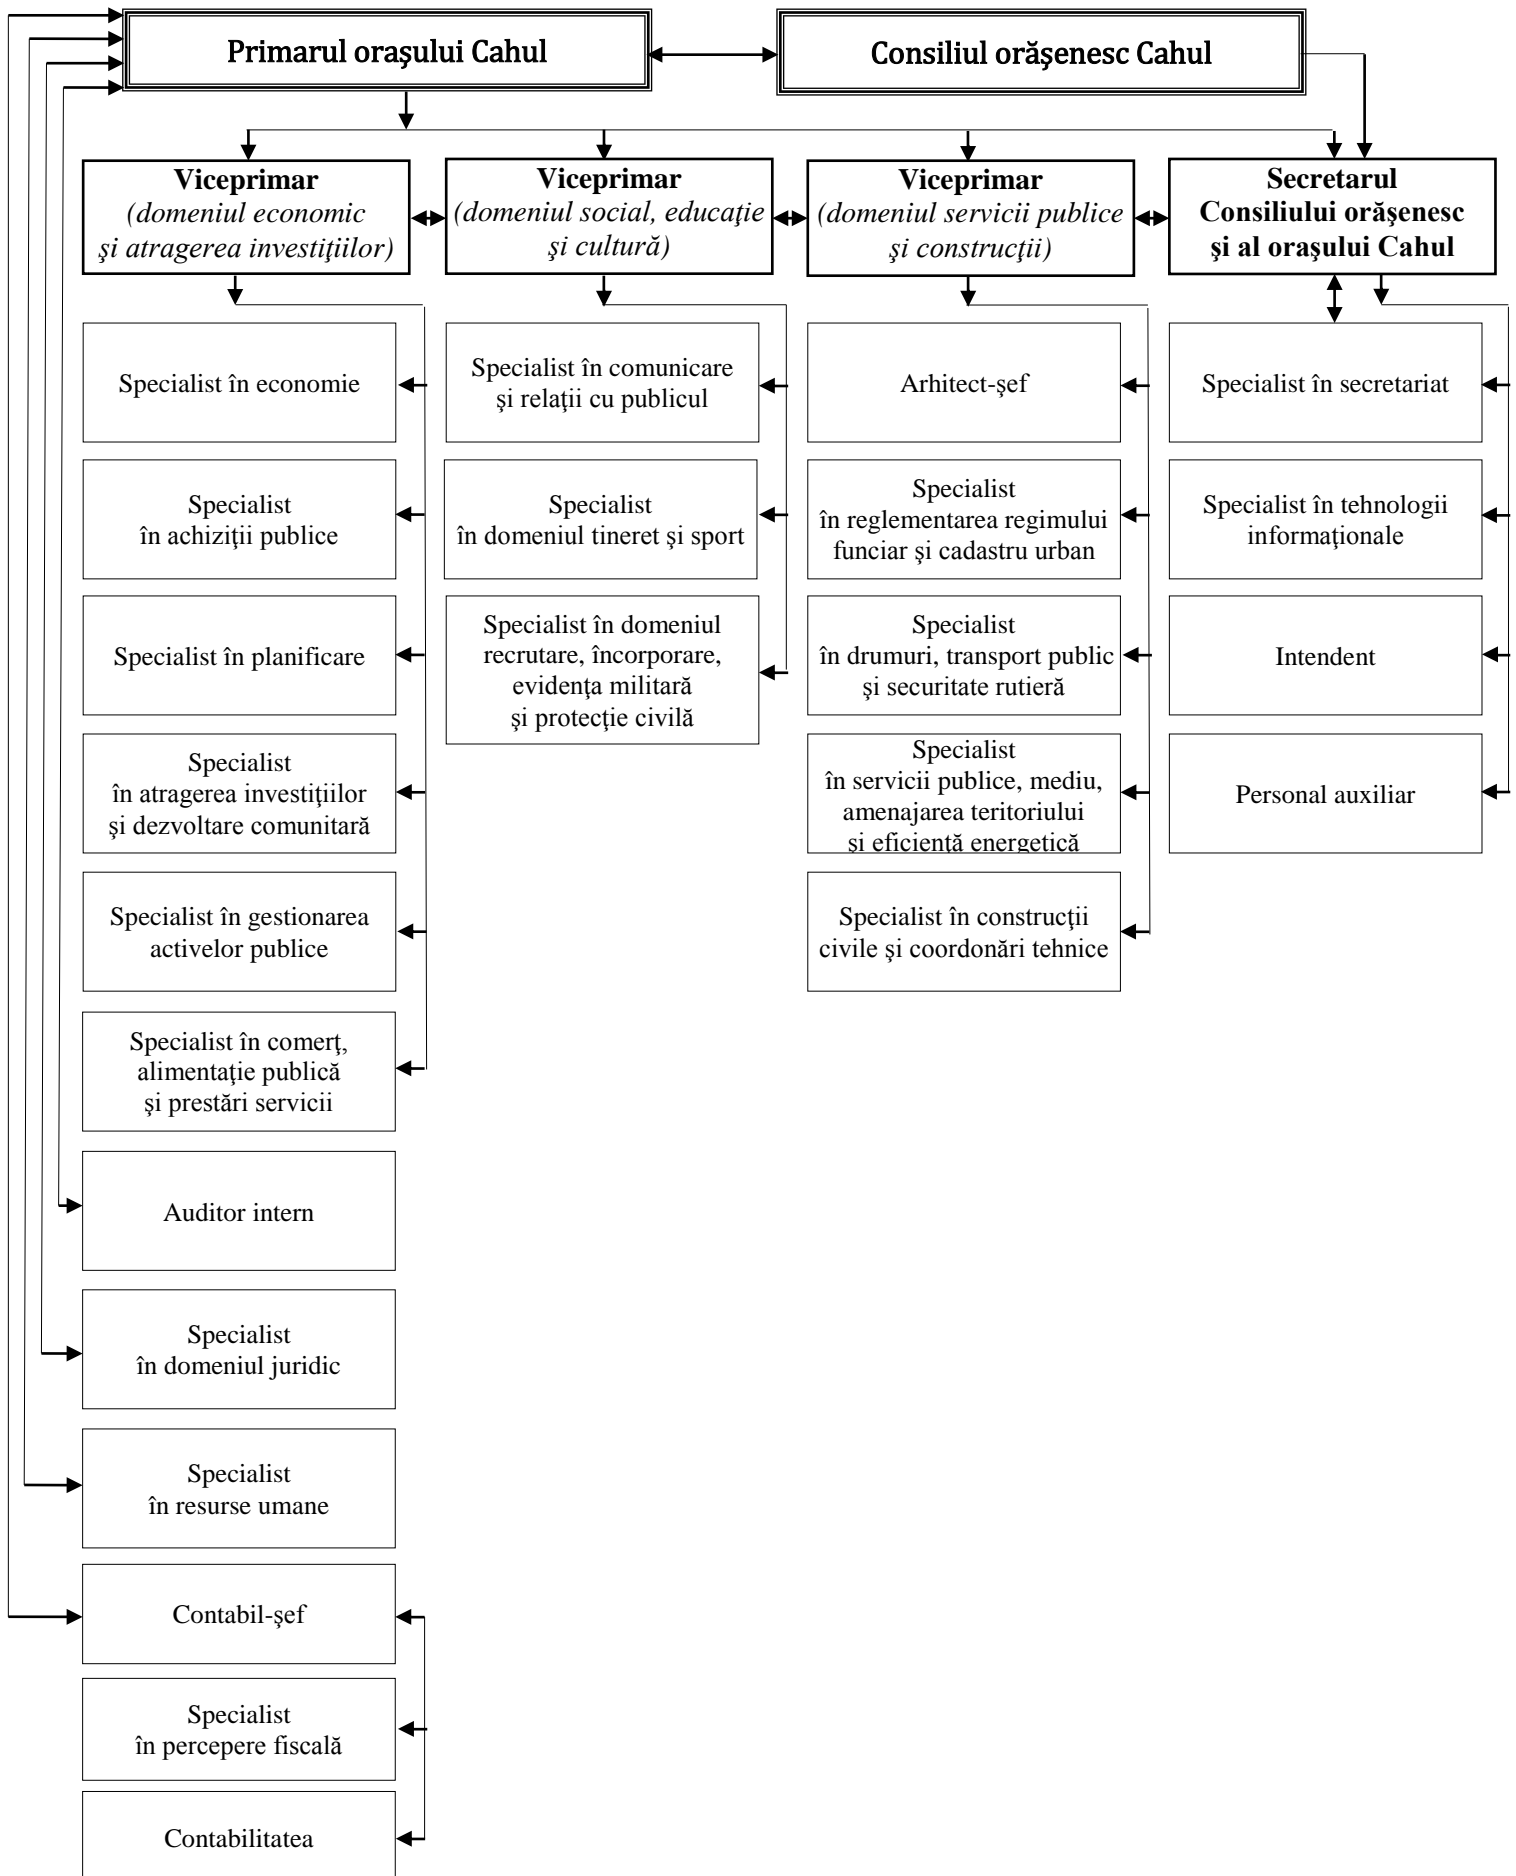 Primarul oraşului Cahul
Consiliul orăşenesc Cahul
Viceprimar
(domeniul economic
şi atragerea investiţiilor)
Viceprimar
(domeniul social, educaţie
şi cultură)
Viceprimar
(domeniul servicii publice
şi construcţii)
Secretarul
Consiliului orăşenesc
şi al oraşului Cahul
Specialist în economie
Specialist în comunicare
şi relaţii cu publicul
Arhitect-şef
Specialist în secretariat
Specialist
în achiziţii publice
Specialist
în domeniul tineret şi sport
Specialist
în reglementarea regimului
funciar şi cadastru urban
Specialist în tehnologii
informaţionale
Specialist în planificare
Specialist în domeniul
recrutare, încorporare,
evidenţa militară
şi protecţie civilă
Specialist
în drumuri, transport public
şi securitate rutieră
Intendent
Specialist
în atragerea investiţiilor
şi dezvoltare comunitară
Specialist
în servicii publice, mediu,
amenajarea teritoriului
şi eficienţă energetică
Personal auxiliar
Specialist în gestionarea
activelor publice
Specialist în construcţii
civile şi coordonări tehnice
Specialist în comerţ,
alimentaţie publică
şi prestări servicii
Auditor intern
Specialist
în domeniul juridic
Specialist
în resurse umane
Contabil-şef
Specialist
în percepere fiscală
Contabilitatea